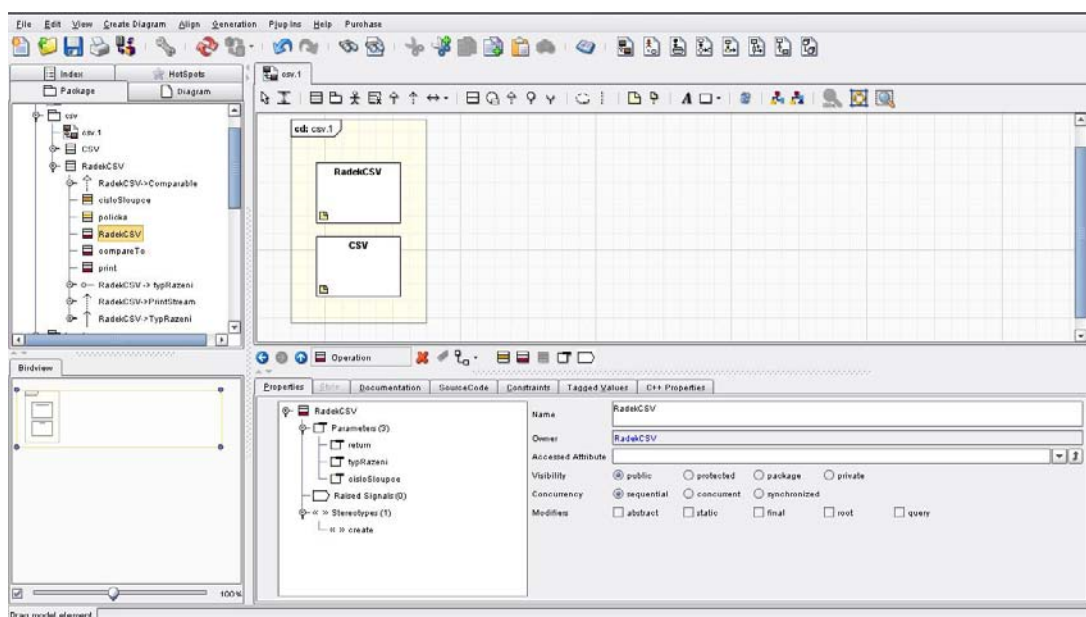 File Edit View Create Diagram Align Generation Plug-ins Help Purchase
Index HotSpots
Package Diagram
csv
csv.1
CSV
RadekCSV
RadekCSV->Comparable
cisloSloupce
policka
RadekCSV
compareTo
print
RadekCSV -> typRazeni
RadekCSV->PrintStream
RadekCSV->TypRazeni
Birdview
100%
Drag model element
csv.1
cd: csv.1
RadekCSV
CSV
Operation
Properties Style Documentation SourceCode Constraints Tagged Values C++ Properties
RadekCSV
Parameters (3)
return
typRazeni
cisloSloupce
Raised Signals (0)
« » Stereotypes (1)
« » create
Name RadekCSV
Owner RadekCSV
Accessed Attribute
Visibility public protected package private
Concurrency sequential concurrent synchronized
Modifiers abstract static final root query